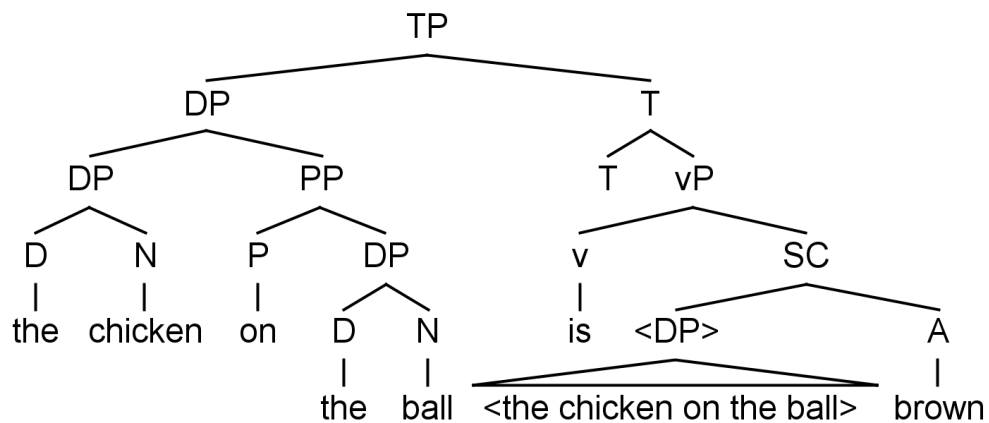 TP
DP T
DP PP T vP
D N P DP v SC
the chicken on D N is <DP> A
the ball <the chicken on the ball> brown